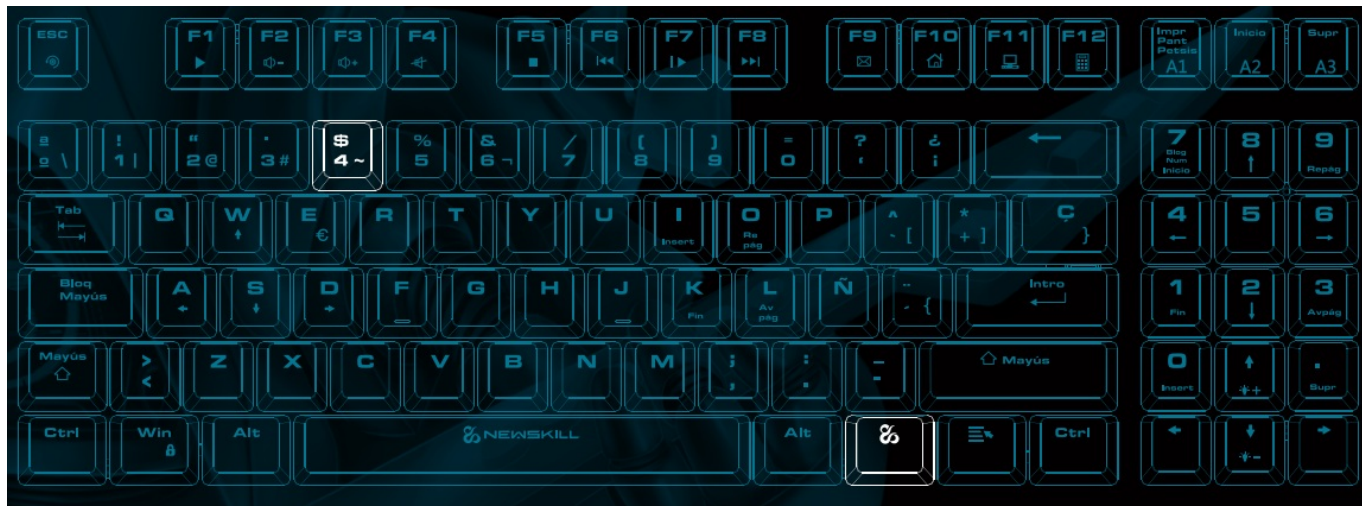 ESC F1 F2 F3 F4 F5 F6 F7 F8 F9 F10 F11 F12 Impr Pant Petsis A1 Inicio A2 Supr A3
ª º \ ! 1 | " 2 @ · 3 # $ 4 ~ % 5 & 6 ¬ / 7 ( 8 ) 9 = 0 ? ' ¿ ¡ ← 7 Bloq Num Inicio 8 ↑ 9 Repág
Tab Q W E € R T Y U I Insert O Re pág P ^ ` [ * + ] Ç } 4 ← 5 6 →
Bloq Mayús A S D F G H J K Fin L Av pág Ñ ¨ ´ { Intro 1 Fin 2 ↓ 3 Avpág
Mayús > < Z X C V B N M ; , : . _ - Mayús 0 Insert + . Supr
Ctrl Win Alt NEWSKILL Alt Ctrl -